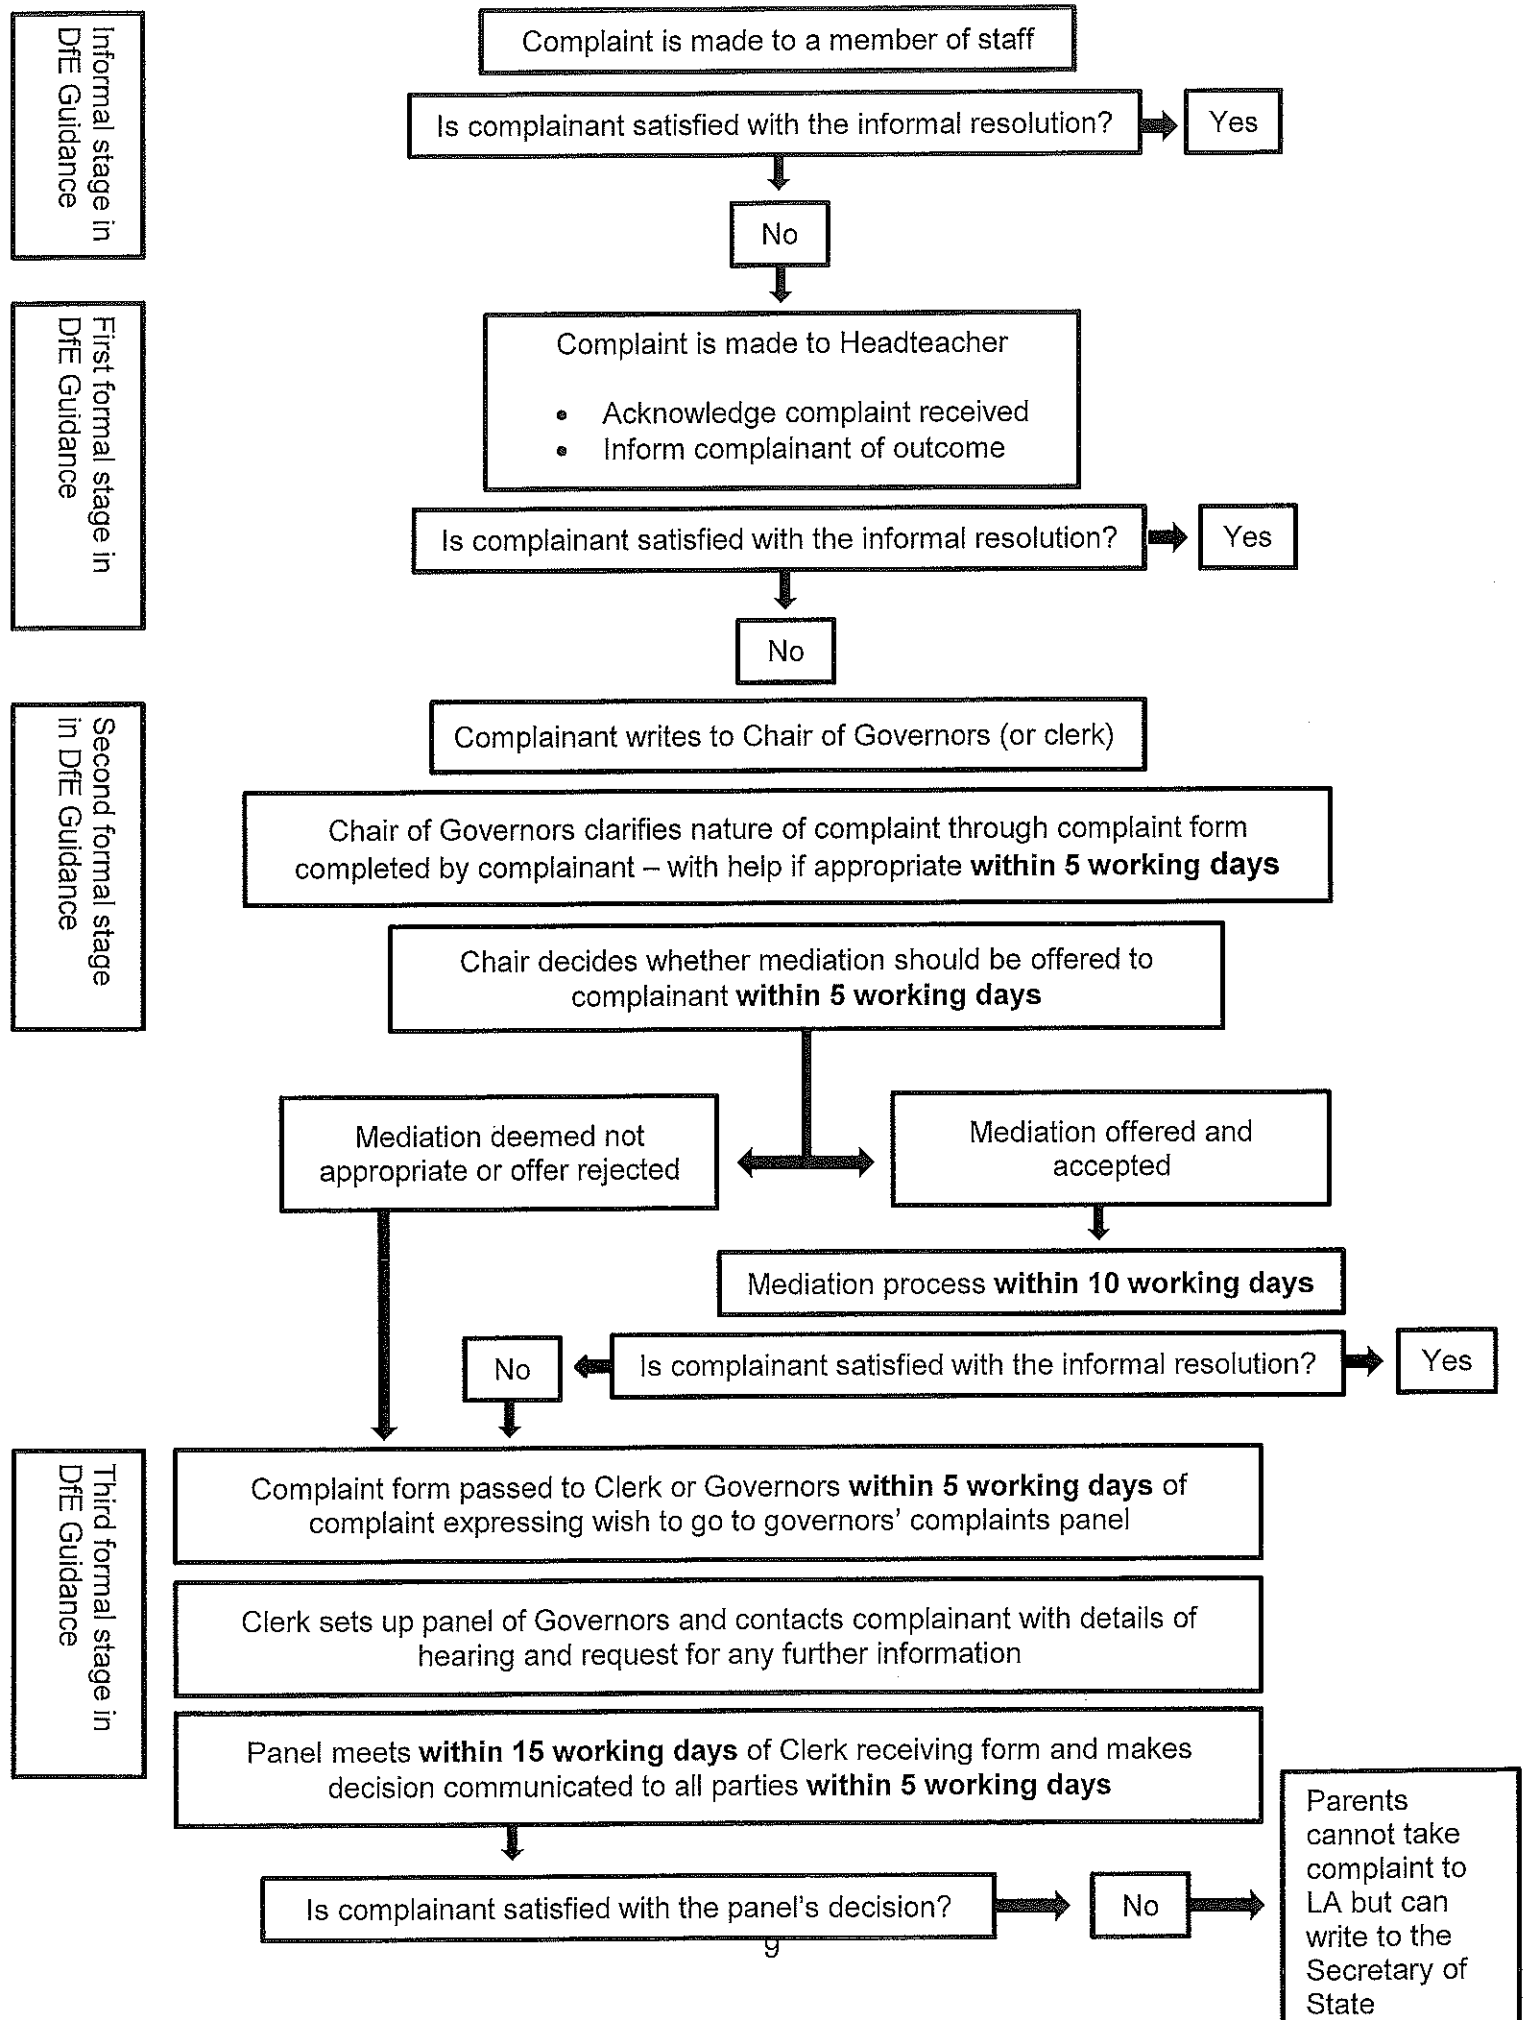 Informal stage in
DfE Guidance
Complaint is made to a member of staff
Is complainant satisfied with the informal resolution?
Yes
No
First formal stage in
DfE Guidance
Complaint is made to Headteacher
• Acknowledge complaint received
• Inform complainant of outcome
Is complainant satisfied with the informal resolution?
Yes
No
Second formal stage
in DfE Guidance
Complainant writes to Chair of Governors (or clerk)
Chair of Governors clarifies nature of complaint through complaint form
completed by complainant – with help if appropriate within 5 working days
Chair decides whether mediation should be offered to
complainant within 5 working days
Mediation deemed not
appropriate or offer rejected
Mediation offered and
accepted
Mediation process within 10 working days
No
Is complainant satisfied with the informal resolution?
Yes
Third formal stage in
DfE Guidance
Complaint form passed to Clerk or Governors within 5 working days of
complaint expressing wish to go to governors' complaints panel
Clerk sets up panel of Governors and contacts complainant with details of
hearing and request for any further information
Panel meets within 15 working days of Clerk receiving form and makes
decision communicated to all parties within 5 working days
Is complainant satisfied with the panel's decision?
No
Parents
cannot take
complaint to
LA but can
write to the
Secretary of
State
9